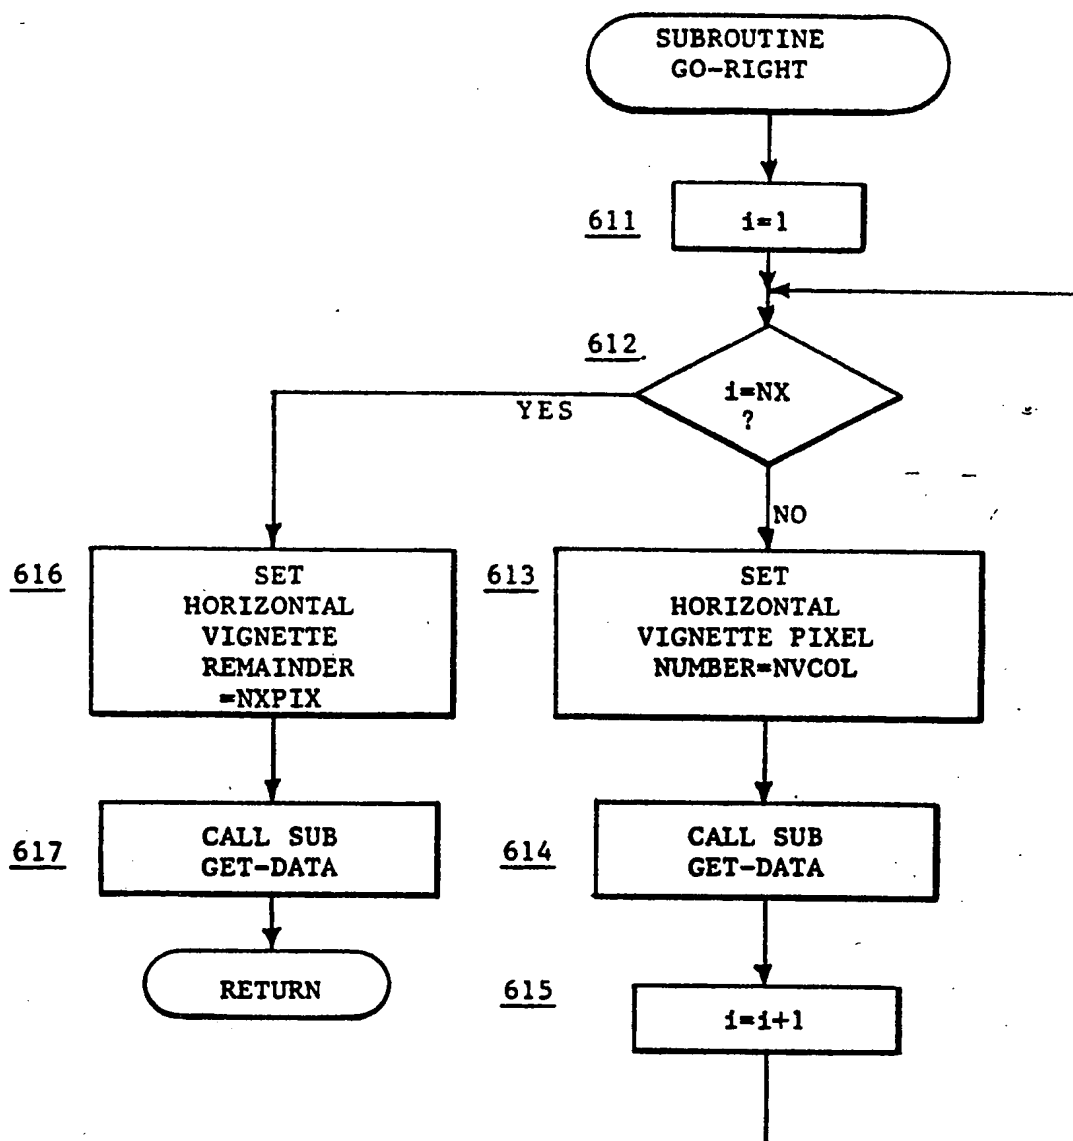 SUBROUTINE
GO-RIGHT
611
i=1
612
i=NX
?
YES
NO
616
SET
HORIZONTAL
VIGNETTE
REMAINDER
=NXPIX
613
SET
HORIZONTAL
VIGNETTE PIXEL
NUMBER=NVCOL
617
CALL SUB
GET-DATA
614
CALL SUB
GET-DATA
RETURN
615
i=i+1